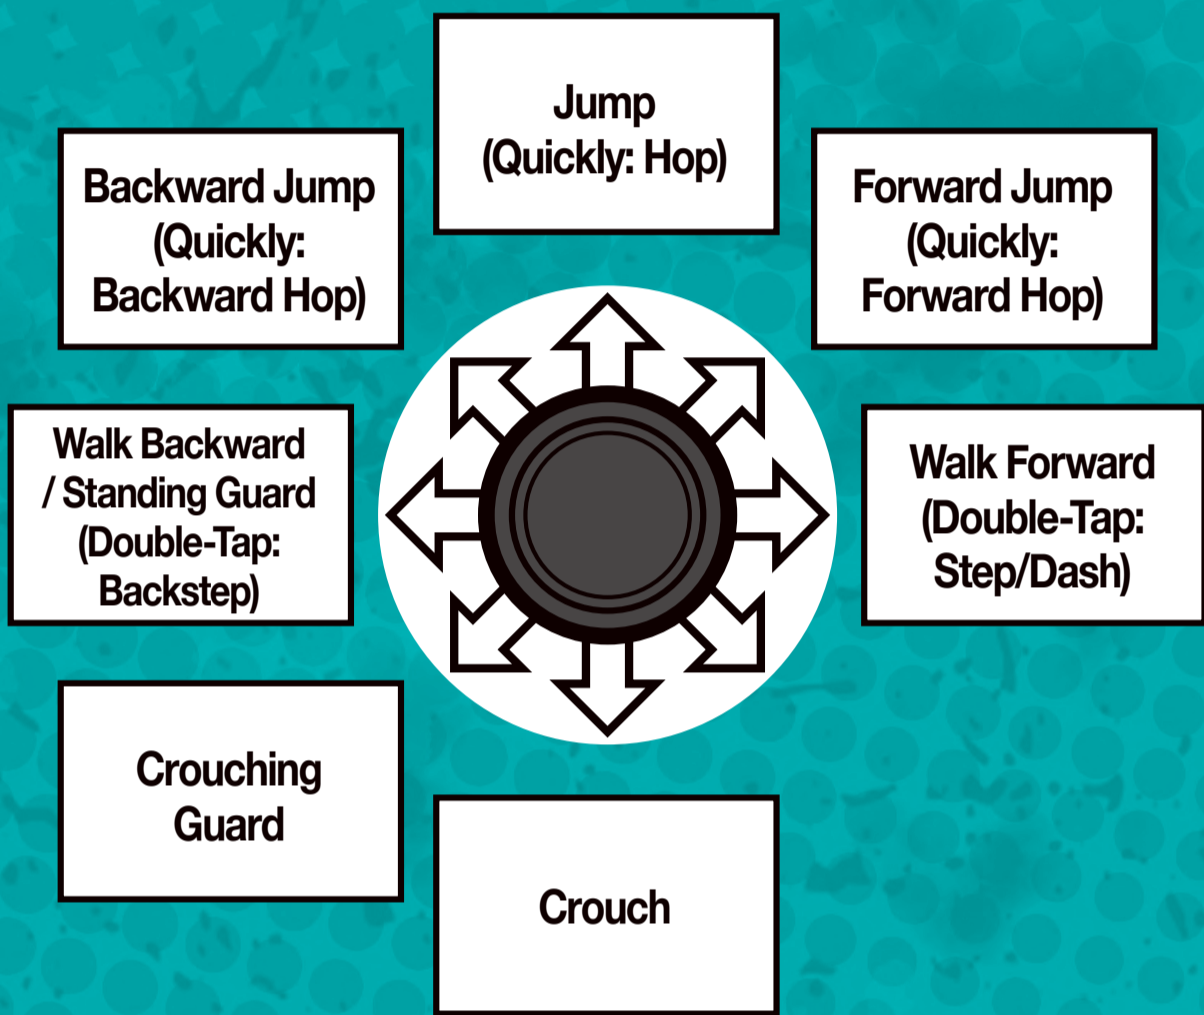 Jump
(Quickly: Hop)
Backward Jump
(Quickly:
Backward Hop)
Forward Jump
(Quickly:
Forward Hop)
Walk Backward
/ Standing Guard
(Double-Tap:
Backstep)
Walk Forward
(Double-Tap:
Step/Dash)
Crouching
Guard
Crouch